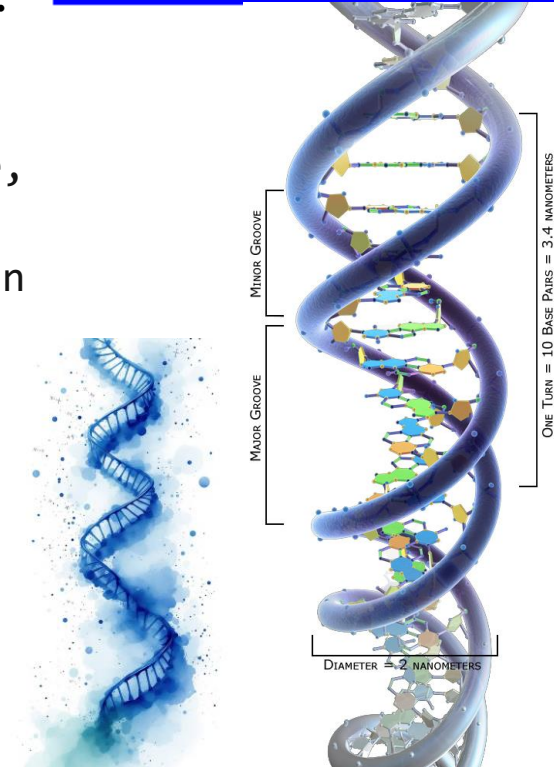 ,
n
MINOR GROOVE
MAJOR GROOVE
ONE TURN = 10 BASE PAIRS = 3.4 NANOMETERS
DIAMETER = 2 NANOMETERS